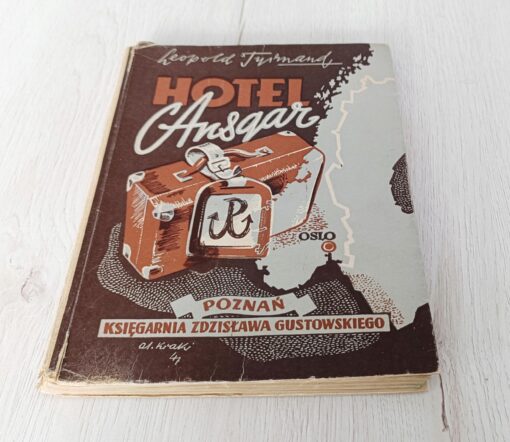 Leopold Tyrmand
HOTEL
Ansgar
OSLO
POZNAŃ
KSIĘGARNIA ZDZISŁAWA GUSTOWSKIEGO